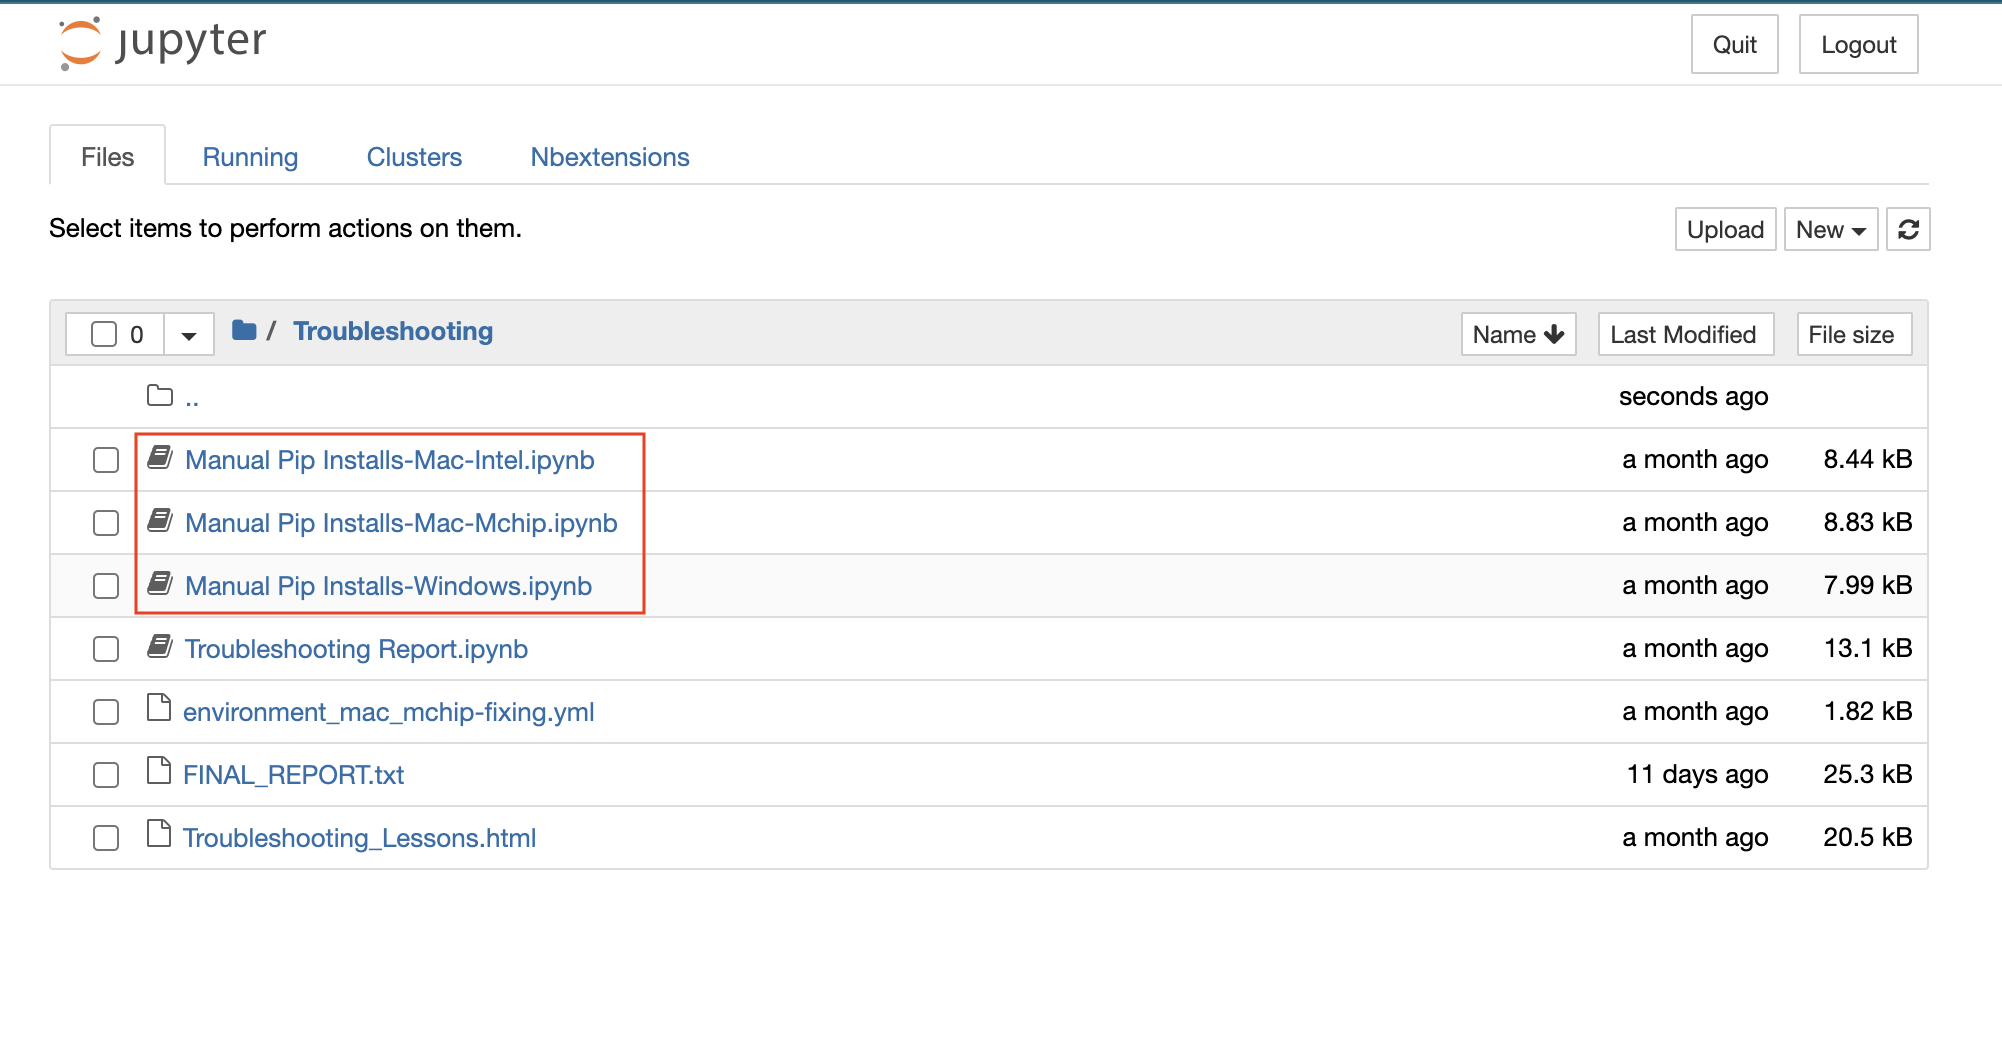 jupyter
Quit
Logout
Files
Running
Clusters
Nbextensions
Select items to perform actions on them.
Upload
New
0
/ Troubleshooting
Name
Last Modified
File size
..
seconds ago
Manual Pip Installs-Mac-Intel.ipynb
a month ago
8.44 kB
Manual Pip Installs-Mac-Mchip.ipynb
a month ago
8.83 kB
Manual Pip Installs-Windows.ipynb
a month ago
7.99 kB
Troubleshooting Report.ipynb
a month ago
13.1 kB
environment_mac_mchip-fixing.yml
a month ago
1.82 kB
FINAL_REPORT.txt
11 days ago
25.3 kB
Troubleshooting_Lessons.html
a month ago
20.5 kB